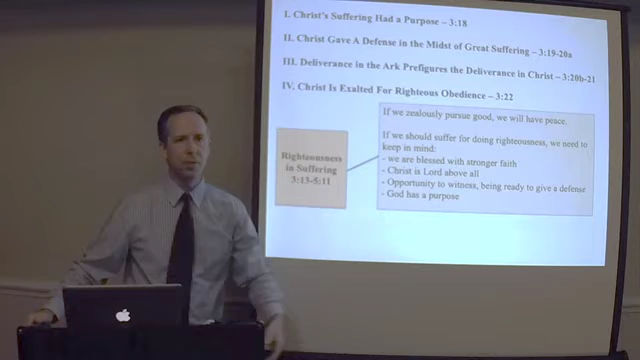 I. Christ's Suffering Had a Purpose – 3:18
II. Christ Gave A Defense in the Midst of Great Suffering – 3:19-20a
III. Deliverance in the Ark Prefigures the Deliverance in Christ – 3:20b-21
IV. Christ Is Exalted For Righteous Obedience – 3:22
If we zealously pursue good, we will have peace.
If we should suffer for doing righteousness, we need to
keep in mind:
- we are blessed with stronger faith
- Christ is Lord above all
- Opportunity to witness, being ready to give a defense
- God has a purpose
Righteousness
in Suffering
3:13-5:11